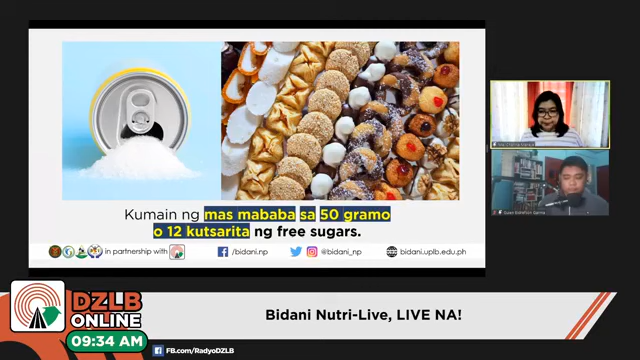 Kumain ng mas mababa sa 50 gramo
o 12 kutsarita ng free sugars.
in partnership with
bidani.np
@bidani_np
bidani.uplb.edu.ph
DZLB
ONLINE
09:34 AM
Bidani Nutri-Live, LIVE NA!
FB.com/RadyoDZLB